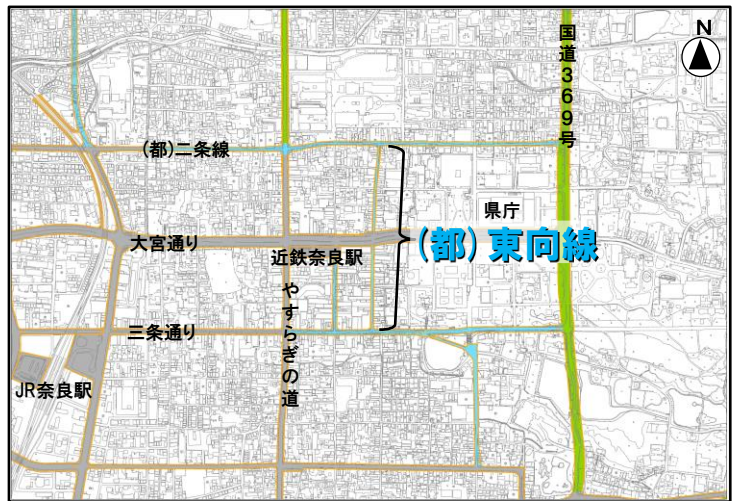 N
国道369号
(都)二条線
県庁
大宮通り
(都)東向線
近鉄奈良駅
やすらぎの道
三条通り
JR奈良駅